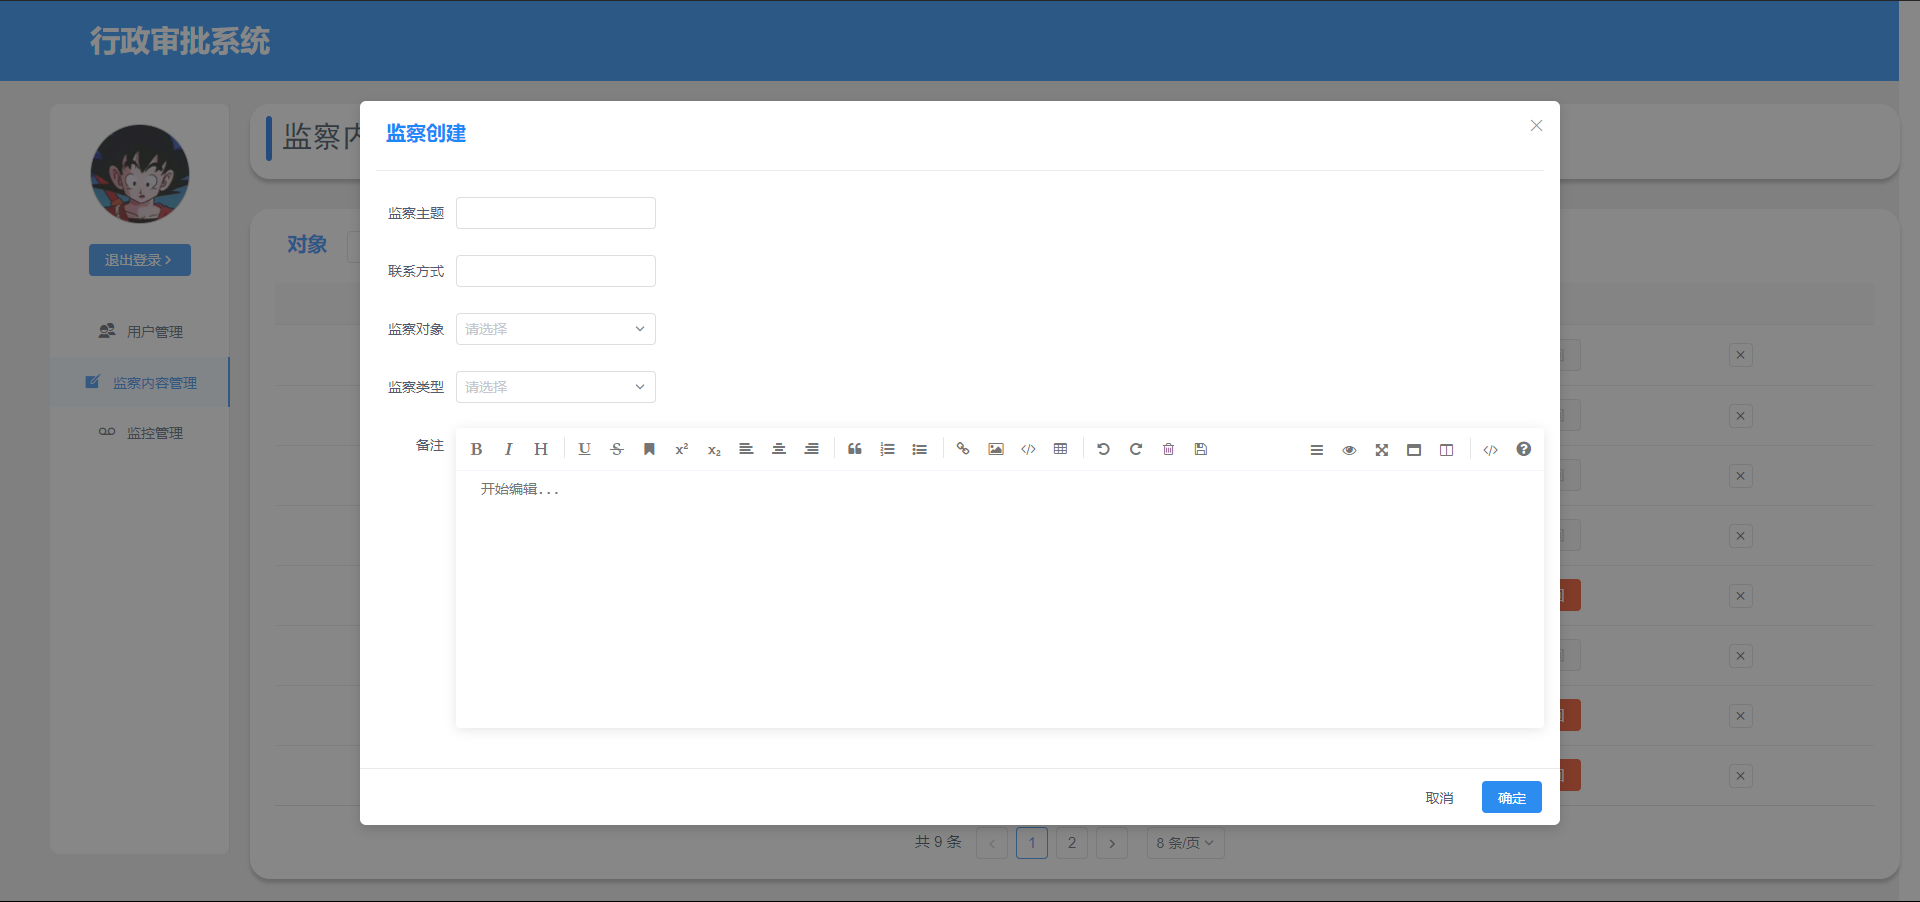 行政审批系统
监察内
监察创建
退出登录
用户管理
监察内容管理
监控管理
对象
监察主题
联系方式
监察对象 请选择
监察类型 请选择
备注
B I H U S x² x₂
开始编辑...
取消 确定
共 9 条 1 2 8 条/页